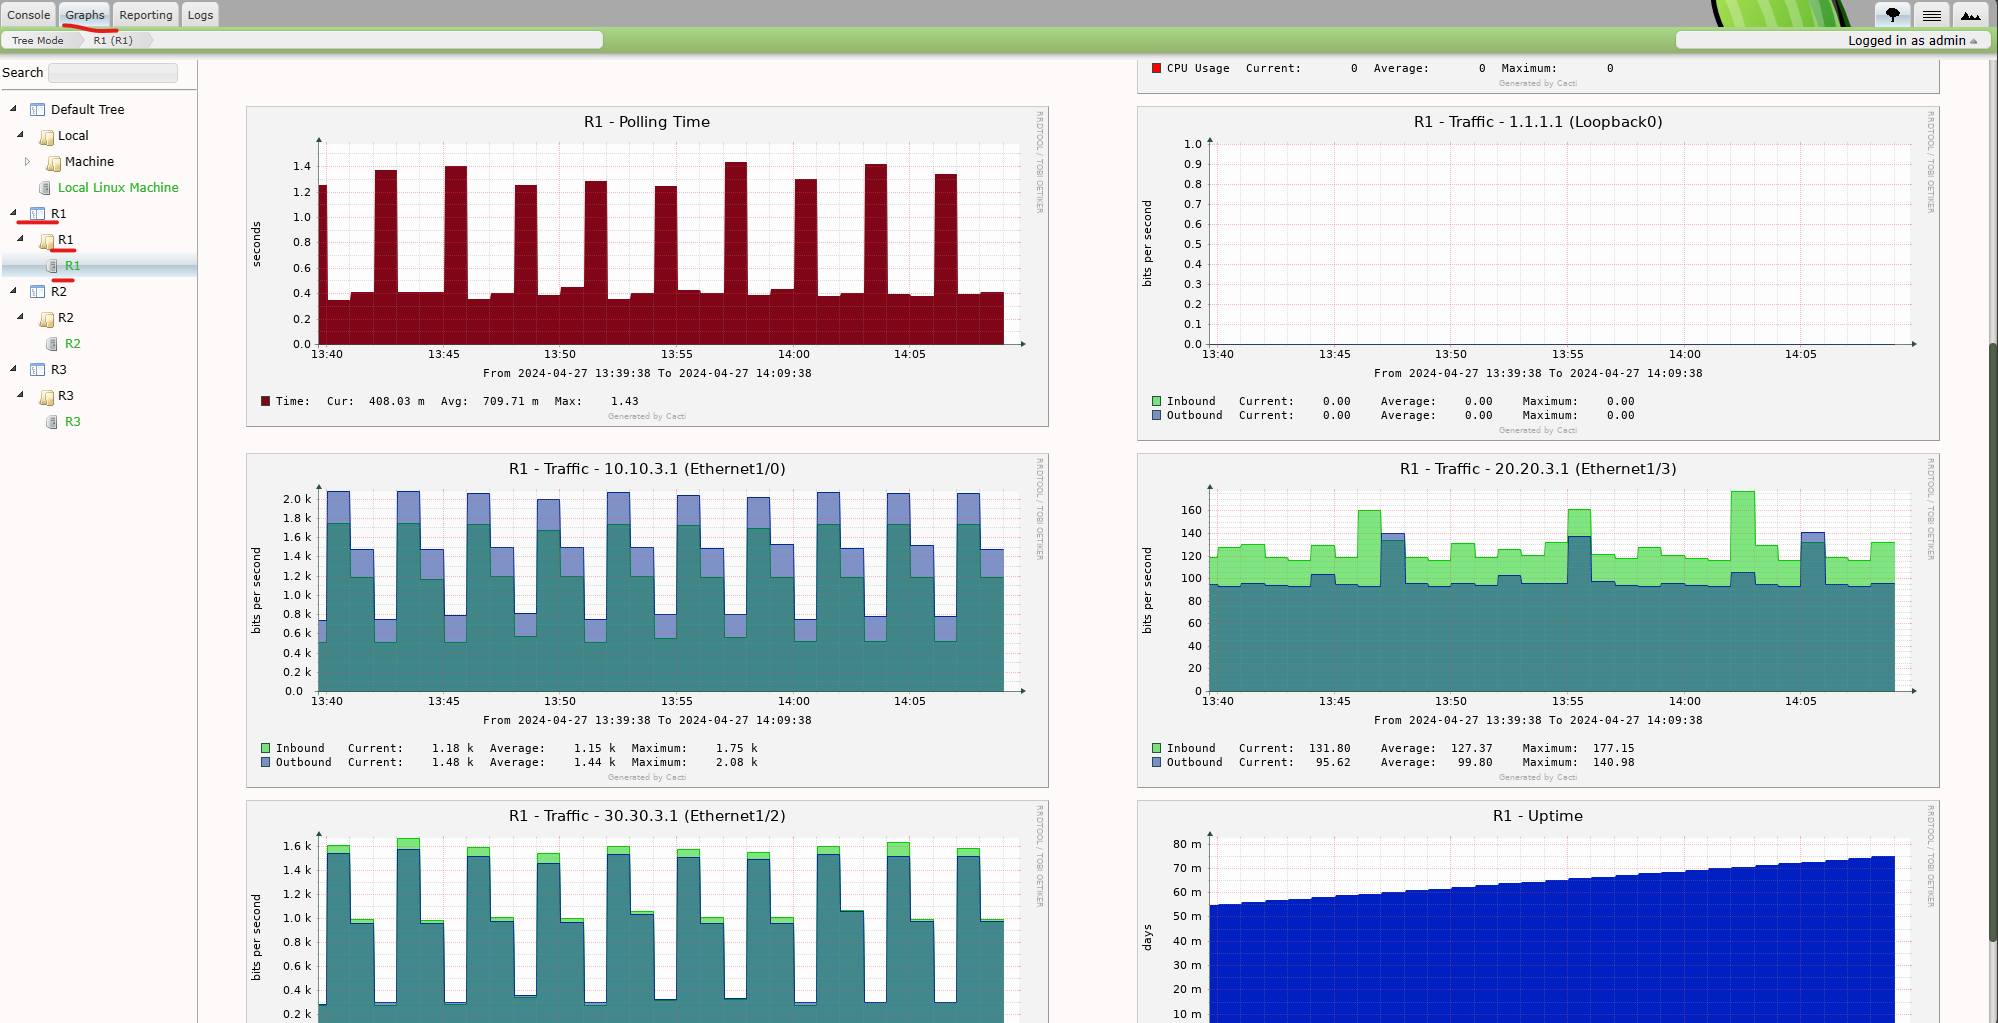 Console Graphs Reporting Logs
Tree Mode R1 (R1)
Logged in as admin
Search
Default Tree
Local
Machine
Local Linux Machine
R1
R1
R1
R2
R2
R2
R3
R3
R3
CPU Usage Current: 0 Average: 0 Maximum: 0
Generated by Cacti
R1 - Polling Time
RRDTOOL / TOBI OETIKER
seconds
1.4
1.2
1.0
0.8
0.6
0.4
0.2
0.0
13:40 13:45 13:50 13:55 14:00 14:05
From 2024-04-27 13:39:38 To 2024-04-27 14:09:38
Time: Cur: 408.03 m Avg: 709.71 m Max: 1.43
Generated by Cacti
R1 - Traffic - 1.1.1.1 (Loopback0)
RRDTOOL / TOBI OETIKER
bits per second
1.0
0.9
0.8
0.7
0.6
0.5
0.4
0.3
0.2
0.1
0.0
13:40 13:45 13:50 13:55 14:00 14:05
From 2024-04-27 13:39:38 To 2024-04-27 14:09:38
Inbound Current: 0.00 Average: 0.00 Maximum: 0.00
Outbound Current: 0.00 Average: 0.00 Maximum: 0.00
Generated by Cacti
R1 - Traffic - 10.10.3.1 (Ethernet1/0)
RRDTOOL / TOBI OETIKER
bits per second
2.0 k
1.8 k
1.6 k
1.4 k
1.2 k
1.0 k
0.8 k
0.6 k
0.4 k
0.2 k
0.0
13:40 13:45 13:50 13:55 14:00 14:05
From 2024-04-27 13:39:38 To 2024-04-27 14:09:38
Inbound Current: 1.18 k Average: 1.15 k Maximum: 1.75 k
Outbound Current: 1.48 k Average: 1.44 k Maximum: 2.08 k
Generated by Cacti
R1 - Traffic - 20.20.3.1 (Ethernet1/3)
RRDTOOL / TOBI OETIKER
bits per second
160
140
120
100
80
60
40
20
0
13:40 13:45 13:50 13:55 14:00 14:05
From 2024-04-27 13:39:38 To 2024-04-27 14:09:38
Inbound Current: 131.80 Average: 127.37 Maximum: 177.15
Outbound Current: 95.62 Average: 99.80 Maximum: 140.98
Generated by Cacti
R1 - Traffic - 30.30.3.1 (Ethernet1/2)
RRDTOOL / TOBI OETIKER
bits per second
1.6 k
1.4 k
1.2 k
1.0 k
0.8 k
0.6 k
0.4 k
0.2 k
R1 - Uptime
RRDTOOL / TOBI OETIKER
days
80 m
70 m
60 m
50 m
40 m
30 m
20 m
10 m